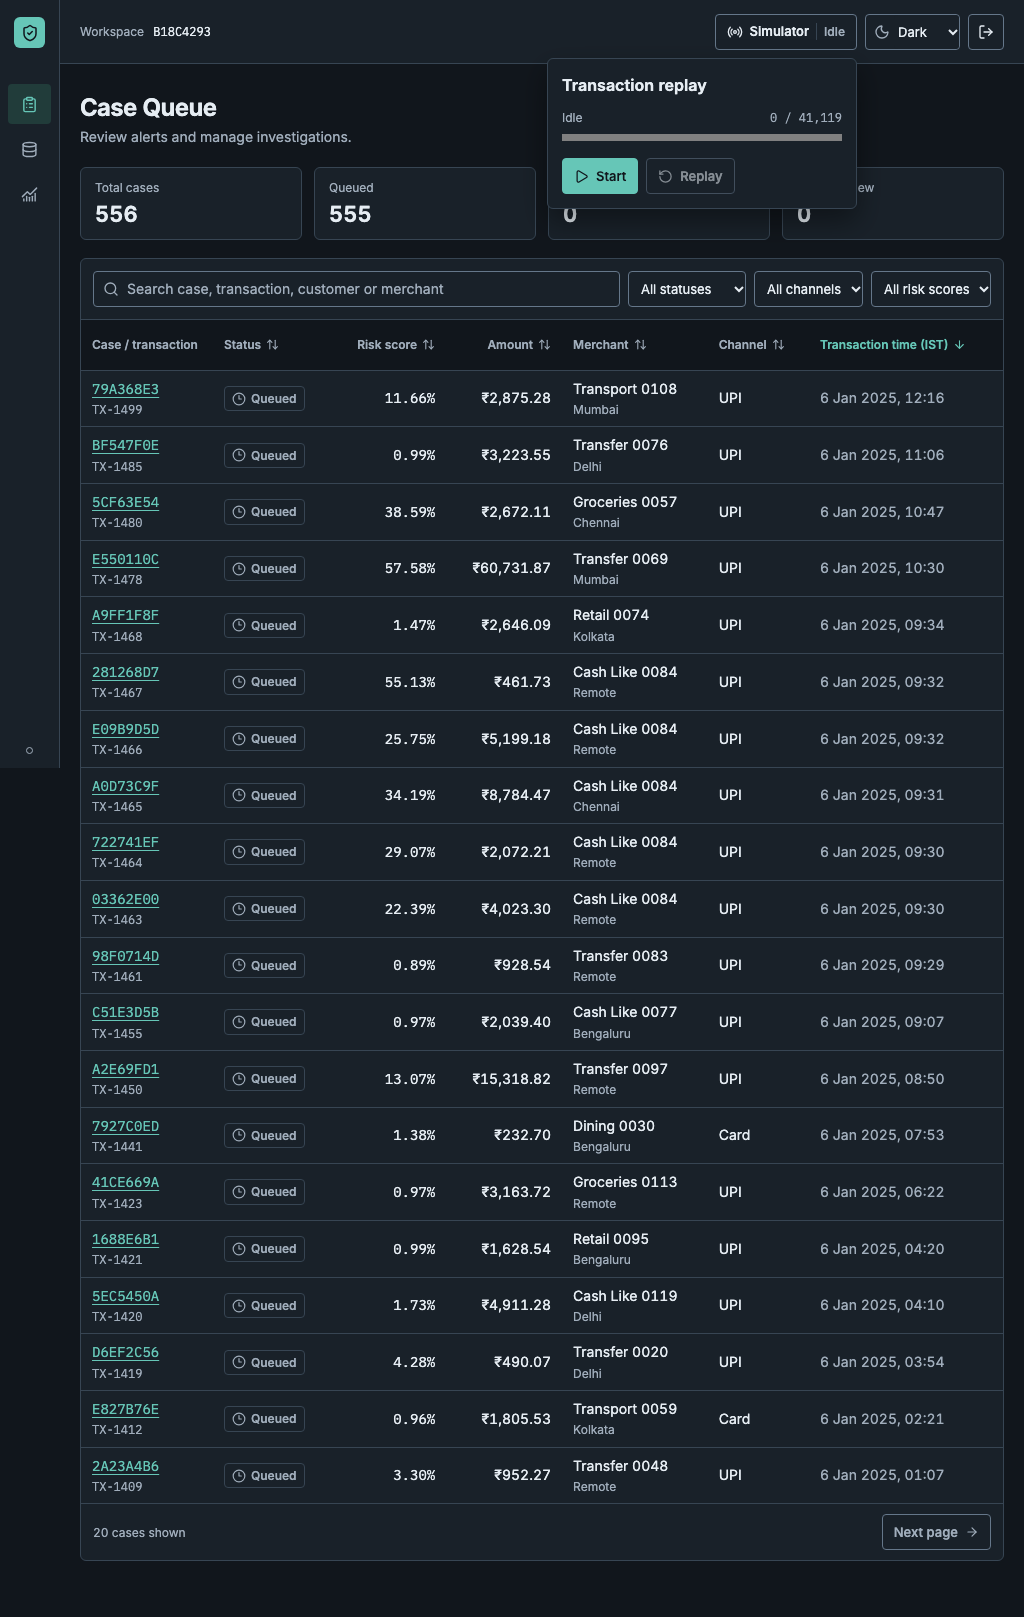 Workspace B18C4293
Simulator Idle
Dark
Transaction replay
Idle 0 / 41,119
Start Replay
Case Queue
Review alerts and manage investigations.
Total cases
556
Queued
555
0
ew
0
Search case, transaction, customer or merchant
All statuses
All channels
All risk scores
Case / transaction Status Risk score Amount Merchant Channel Transaction time (IST)
79A368E3 Queued 11.66% ₹2,875.28 Transport 0108 UPI 6 Jan 2025, 12:16
TX-1499 Mumbai
BF547F0E Queued 0.99% ₹3,223.55 Transfer 0076 UPI 6 Jan 2025, 11:06
TX-1485 Delhi
5CF63E54 Queued 38.59% ₹2,672.11 Groceries 0057 UPI 6 Jan 2025, 10:47
TX-1480 Chennai
E550110C Queued 57.58% ₹60,731.87 Transfer 0069 UPI 6 Jan 2025, 10:30
TX-1478 Mumbai
A9FF1F8F Queued 1.47% ₹2,646.09 Retail 0074 UPI 6 Jan 2025, 09:34
TX-1468 Kolkata
281268D7 Queued 55.13% ₹461.73 Cash Like 0084 UPI 6 Jan 2025, 09:32
TX-1467 Remote
E09B9D5D Queued 25.75% ₹5,199.18 Cash Like 0084 UPI 6 Jan 2025, 09:32
TX-1466 Remote
A0D73C9F Queued 34.19% ₹8,784.47 Cash Like 0084 UPI 6 Jan 2025, 09:31
TX-1465 Chennai
722741EF Queued 29.07% ₹2,072.21 Cash Like 0084 UPI 6 Jan 2025, 09:30
TX-1464 Remote
03362E00 Queued 22.39% ₹4,023.30 Cash Like 0084 UPI 6 Jan 2025, 09:30
TX-1463 Remote
98F0714D Queued 0.89% ₹928.54 Transfer 0083 UPI 6 Jan 2025, 09:29
TX-1461 Remote
C51E3D5B Queued 0.97% ₹2,039.40 Cash Like 0077 UPI 6 Jan 2025, 09:07
TX-1455 Bengaluru
A2E69FD1 Queued 13.07% ₹15,318.82 Transfer 0097 UPI 6 Jan 2025, 08:50
TX-1450 Remote
7927C0ED Queued 1.38% ₹232.70 Dining 0030 Card 6 Jan 2025, 07:53
TX-1441 Bengaluru
41CE669A Queued 0.97% ₹3,163.72 Groceries 0113 UPI 6 Jan 2025, 06:22
TX-1423 Remote
1688E6B1 Queued 0.99% ₹1,628.54 Retail 0095 UPI 6 Jan 2025, 04:20
TX-1421 Bengaluru
5EC5450A Queued 1.73% ₹4,911.28 Cash Like 0119 UPI 6 Jan 2025, 04:10
TX-1420 Delhi
D6EF2C56 Queued 4.28% ₹490.07 Transfer 0020 UPI 6 Jan 2025, 03:54
TX-1419 Delhi
E827B76E Queued 0.96% ₹1,805.53 Transport 0059 Card 6 Jan 2025, 02:21
TX-1412 Kolkata
2A23A4B6 Queued 3.30% ₹952.27 Transfer 0048 UPI 6 Jan 2025, 01:07
TX-1409 Remote
20 cases shown Next page